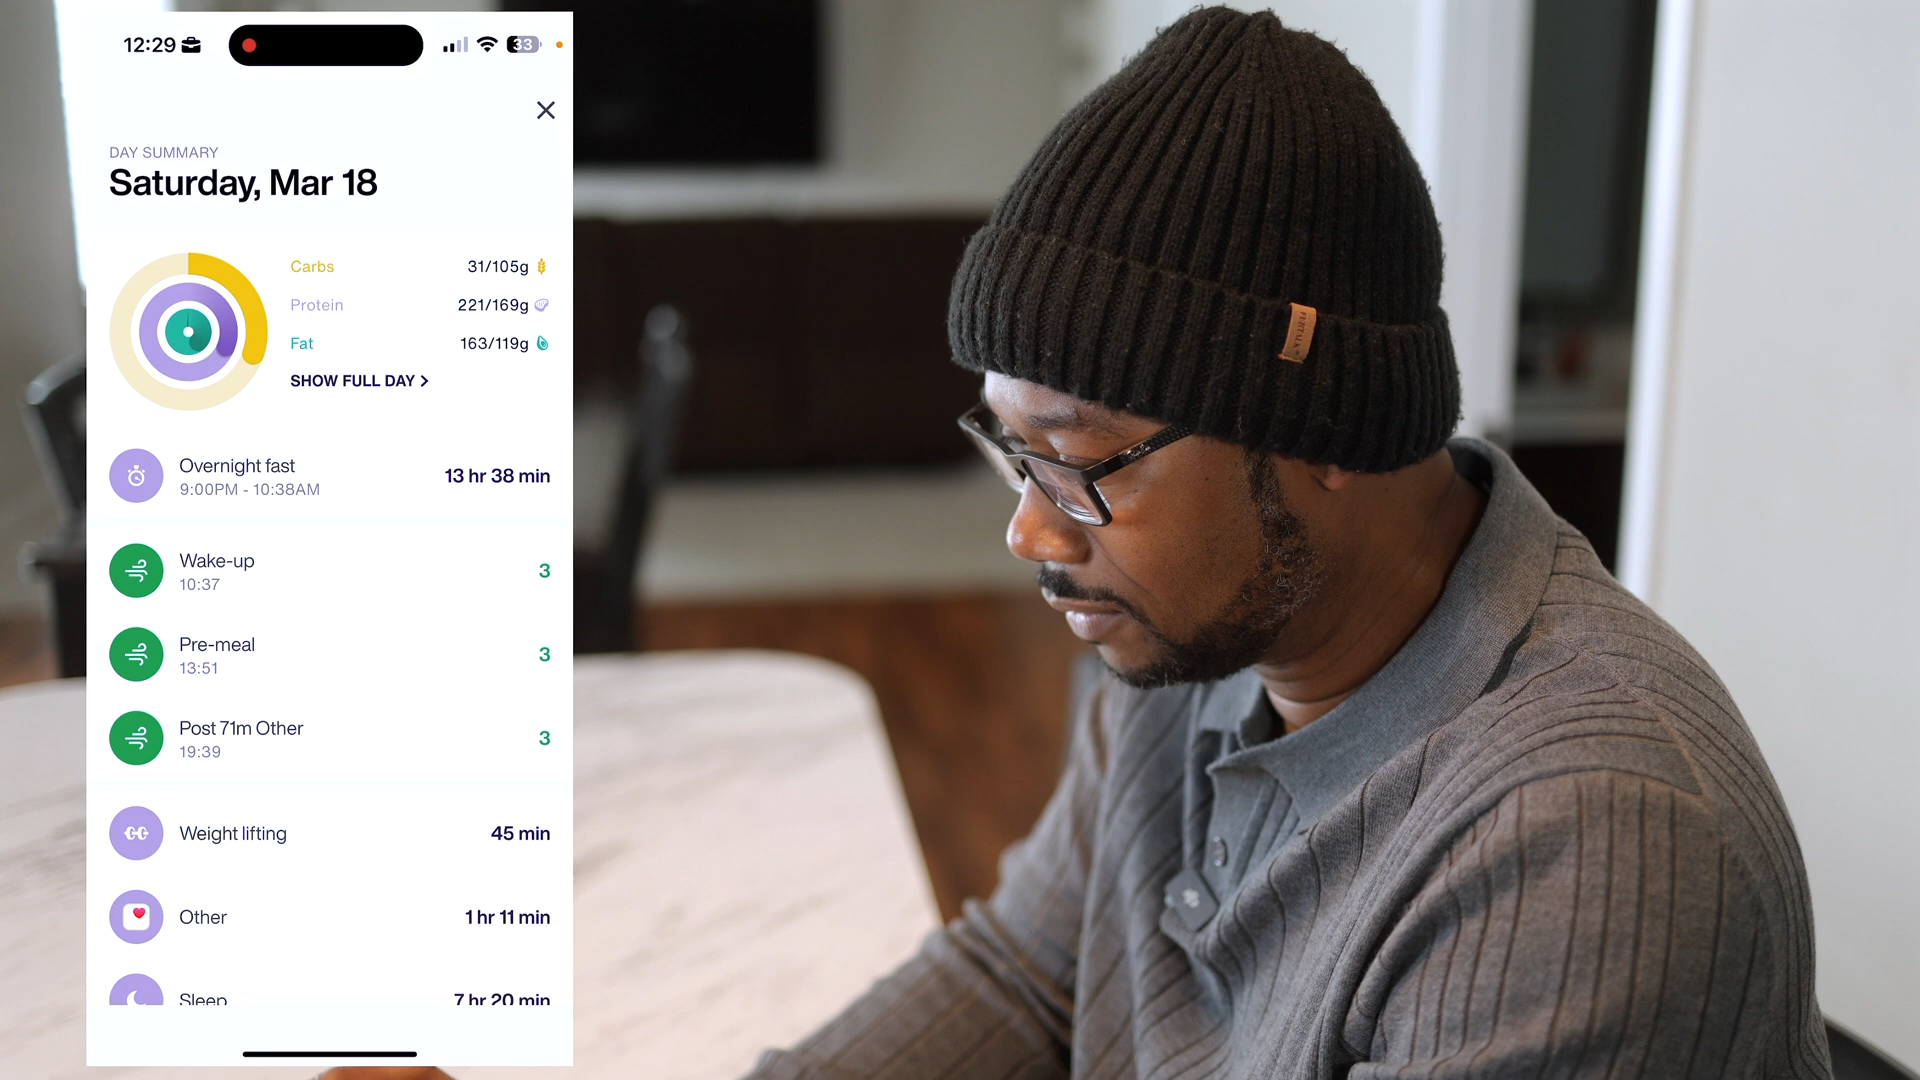 12:29
33
DAY SUMMARY
Saturday, Mar 18
Carbs 31/105g
Protein 221/169g
Fat 163/119g
SHOW FULL DAY >
Overnight fast 13 hr 38 min
9:00PM - 10:38AM
Wake-up 3
10:37
Pre-meal 3
13:51
Post 71m Other 3
19:39
Weight lifting 45 min
Other 1 hr 11 min
Sleep 7 hr 20 min